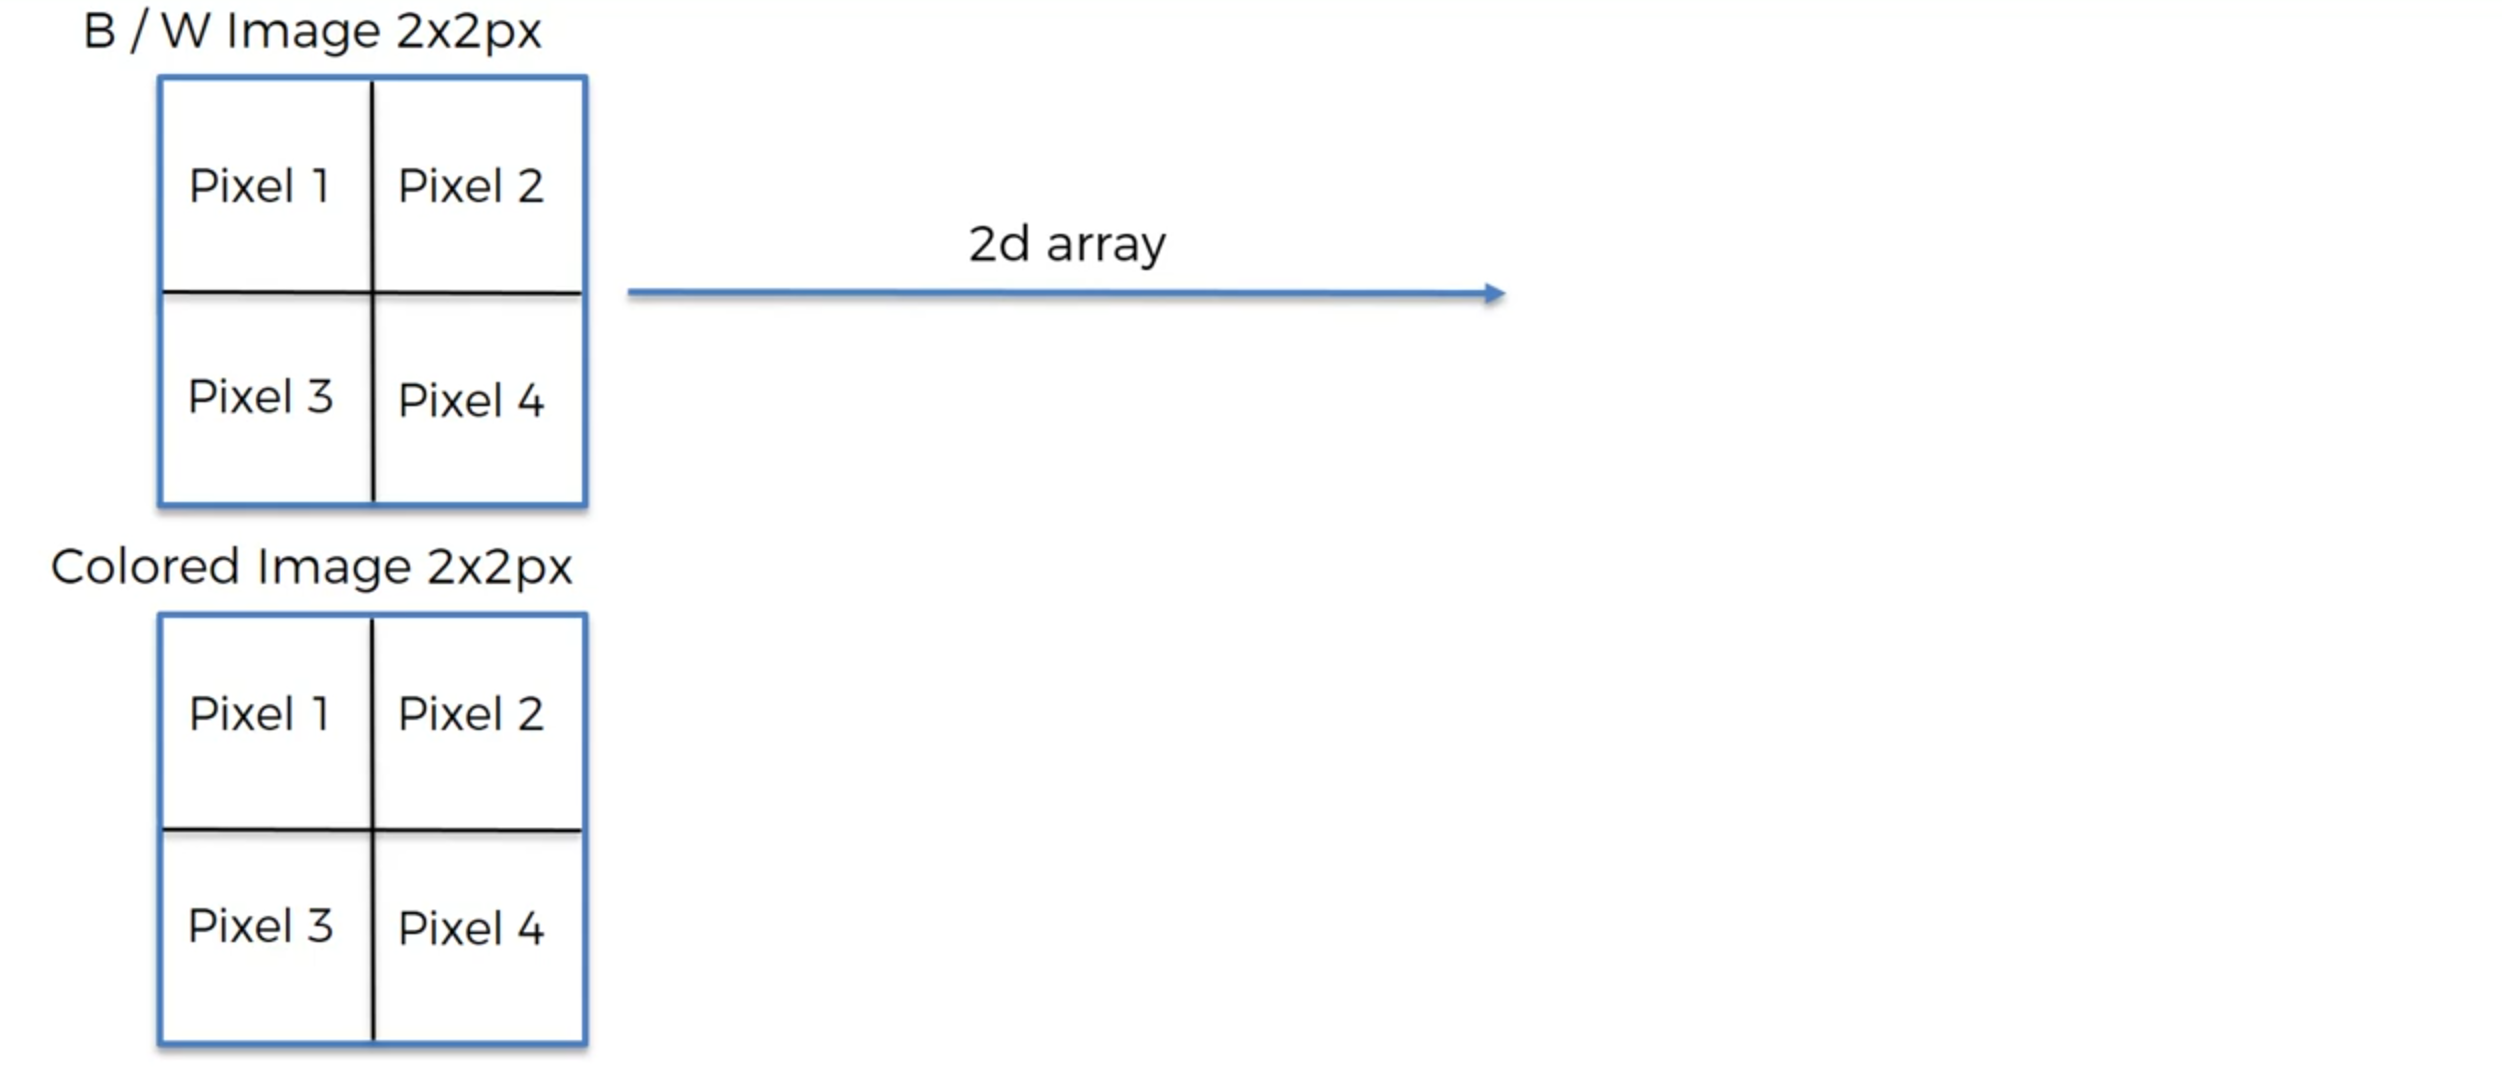 B / W Image 2x2px
Pixel 1 Pixel 2
2d array
Pixel 3 Pixel 4
Colored Image 2x2px
Pixel 1 Pixel 2
Pixel 3 Pixel 4